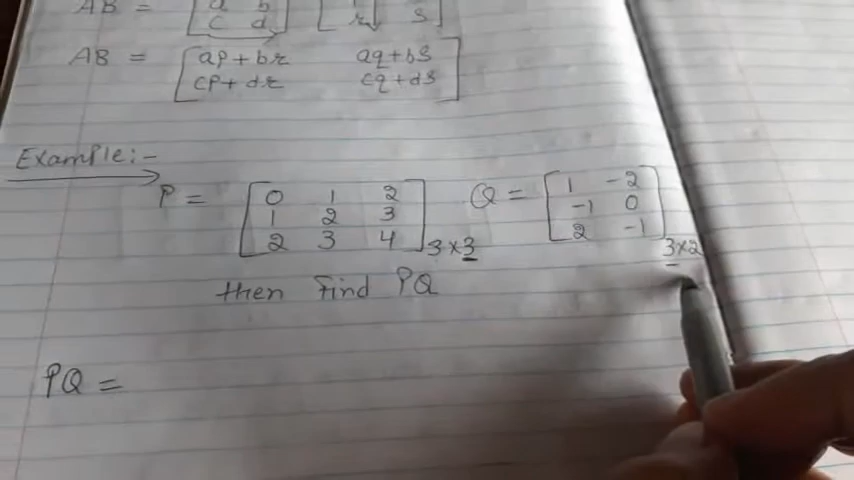 AB = [a b c d] [ r s]
AB = [ap+br aq+bs
cp+dr cq+ds]
Example:-
P = [0 1 2 Q = [1 -2
1 2 3 -1 0
2 3 4] 3×3 2 -1] 3×2
then find PQ
PQ =